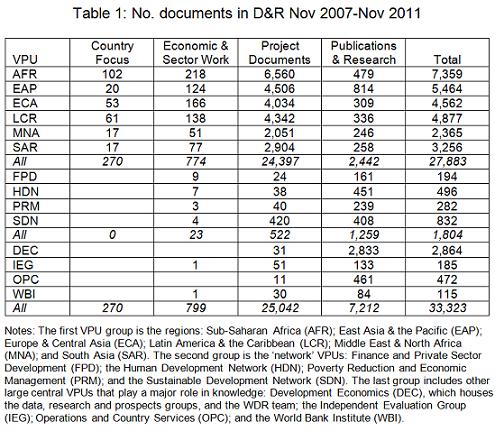 Table 1: No. documents in D&R Nov 2007-Nov 2011
VPU Country Focus Economic & Sector Work Project Documents Publications & Research Total
AFR 102 218 6,560 479 7,359
EAP 20 124 4,506 814 5,464
ECA 53 166 4,034 309 4,562
LCR 61 138 4,342 336 4,877
MNA 17 51 2,051 246 2,365
SAR 17 77 2,904 258 3,256
All 270 774 24,397 2,442 27,883
FPD 9 24 161 194
HDN 7 38 451 496
PRM 3 40 239 282
SDN 4 420 408 832
All 0 23 522 1,259 1,804
DEC 31 2,833 2,864
IEG 1 51 133 185
OPC 11 461 472
WBI 1 30 84 115
All 270 799 25,042 7,212 33,323
Notes: The first VPU group is the regions: Sub-Saharan Africa (AFR); East Asia & the Pacific (EAP);
Europe & Central Asia (ECA); Latin America & the Caribbean (LCR); Middle East & North Africa
(MNA); and South Asia (SAR). The second group is the 'network' VPUs: Finance and Private Sector
Development (FPD); the Human Development Network (HDN); Poverty Reduction and Economic
Management (PRM); and the Sustainable Development Network (SDN). The last group includes other
large central VPUs that play a major role in knowledge: Development Economics (DEC), which houses
the data, research and prospects groups, and the WDR team; the Independent Evaluation Group
(IEG); Operations and Country Services (OPC); and the World Bank Institute (WBI).